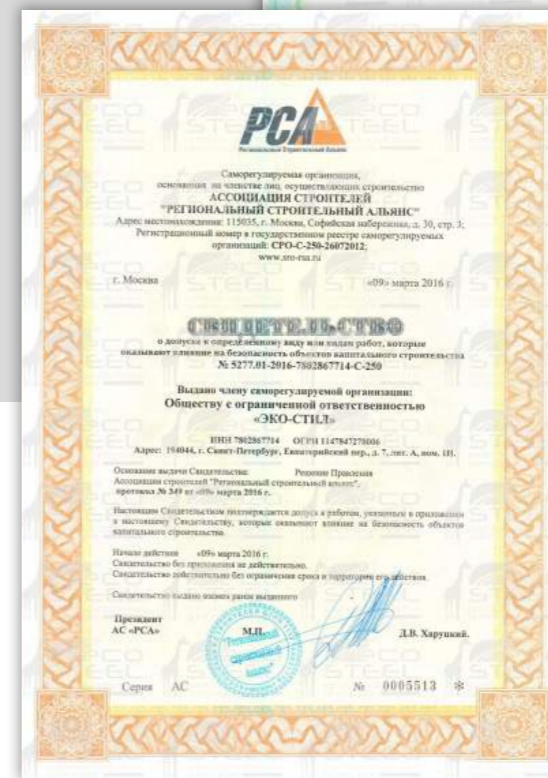 РСА
Региональный Строительный Альянс
Саморегулируемая организация,
основанная на членстве лиц, осуществляющих строительство
АССОЦИАЦИЯ СТРОИТЕЛЕЙ
"РЕГИОНАЛЬНЫЙ СТРОИТЕЛЬНЫЙ АЛЬЯНС"
Адрес местонахождения: 115035, г. Москва, Софийская набережная, д. 30, стр. 3;
Регистрационный номер в государственном реестре саморегулируемых
организаций: СРО-С-250-26072012;
www.sro-rsa.ru
г. Москва «09» марта 2016 г.
СВИДЕТЕЛЬСТВО
о допуске к определённому виду или видам работ, которые
оказывают влияние на безопасность объектов капитального строительства
№ 5277.01-2016-7802867714-С-250
Выдано члену саморегулируемой организации:
Обществу с ограниченной ответственностью
«ЭКО-СТИЛ»
ИНН 7802867714 ОГРН 1147847270006
Адрес: 194044, г. Санкт-Петербург, Евпаторийский пер., д. 7, лит. А, пом.
Основание выдачи Свидетельства: Решение Правления
Ассоциации строителей "Региональный строительный альянс",
протокол № 349 от «09» марта 2016 г.
Настоящим Свидетельством подтверждается допуск к работам, указанным в приложении
к настоящему Свидетельству, которые оказывают влияние на безопасность объектов
капитального строительства.
Начало действия «09» марта 2016 г.
Свидетельство без приложения не действительно.
Свидетельство действительно без ограничения срока и территории его действия.
Свидетельство выдано взамен ранее выданного
Президент
АС «РСА» М.П. Д.В. Харуцкий.
Серия АС № 0005513 *